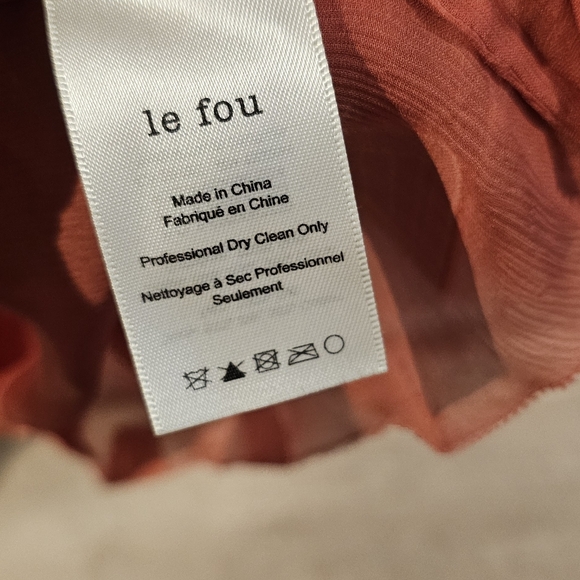 le fou
Made in China
Fabriqué en Chine
Professional Dry Clean Only
Nettoyage à Sec Professionnel
Seulement